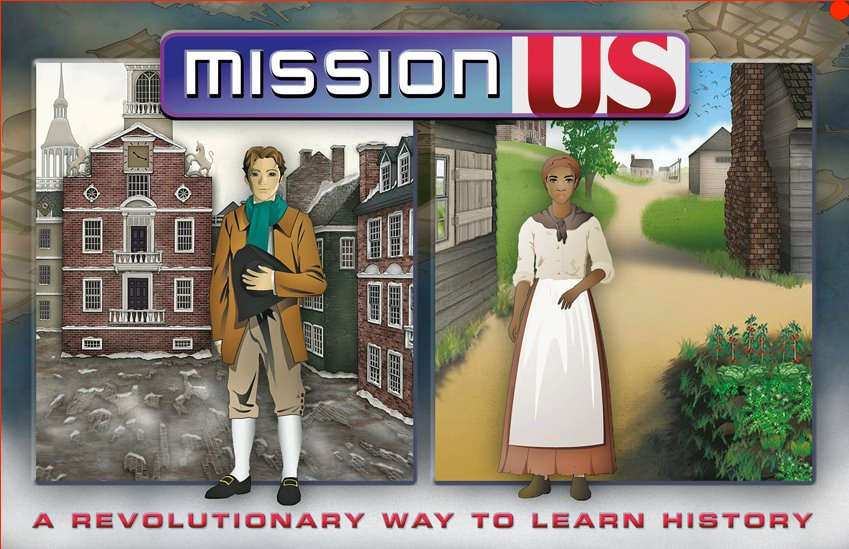 MISSION US
A REVOLUTIONARY WAY TO LEARN HISTORY